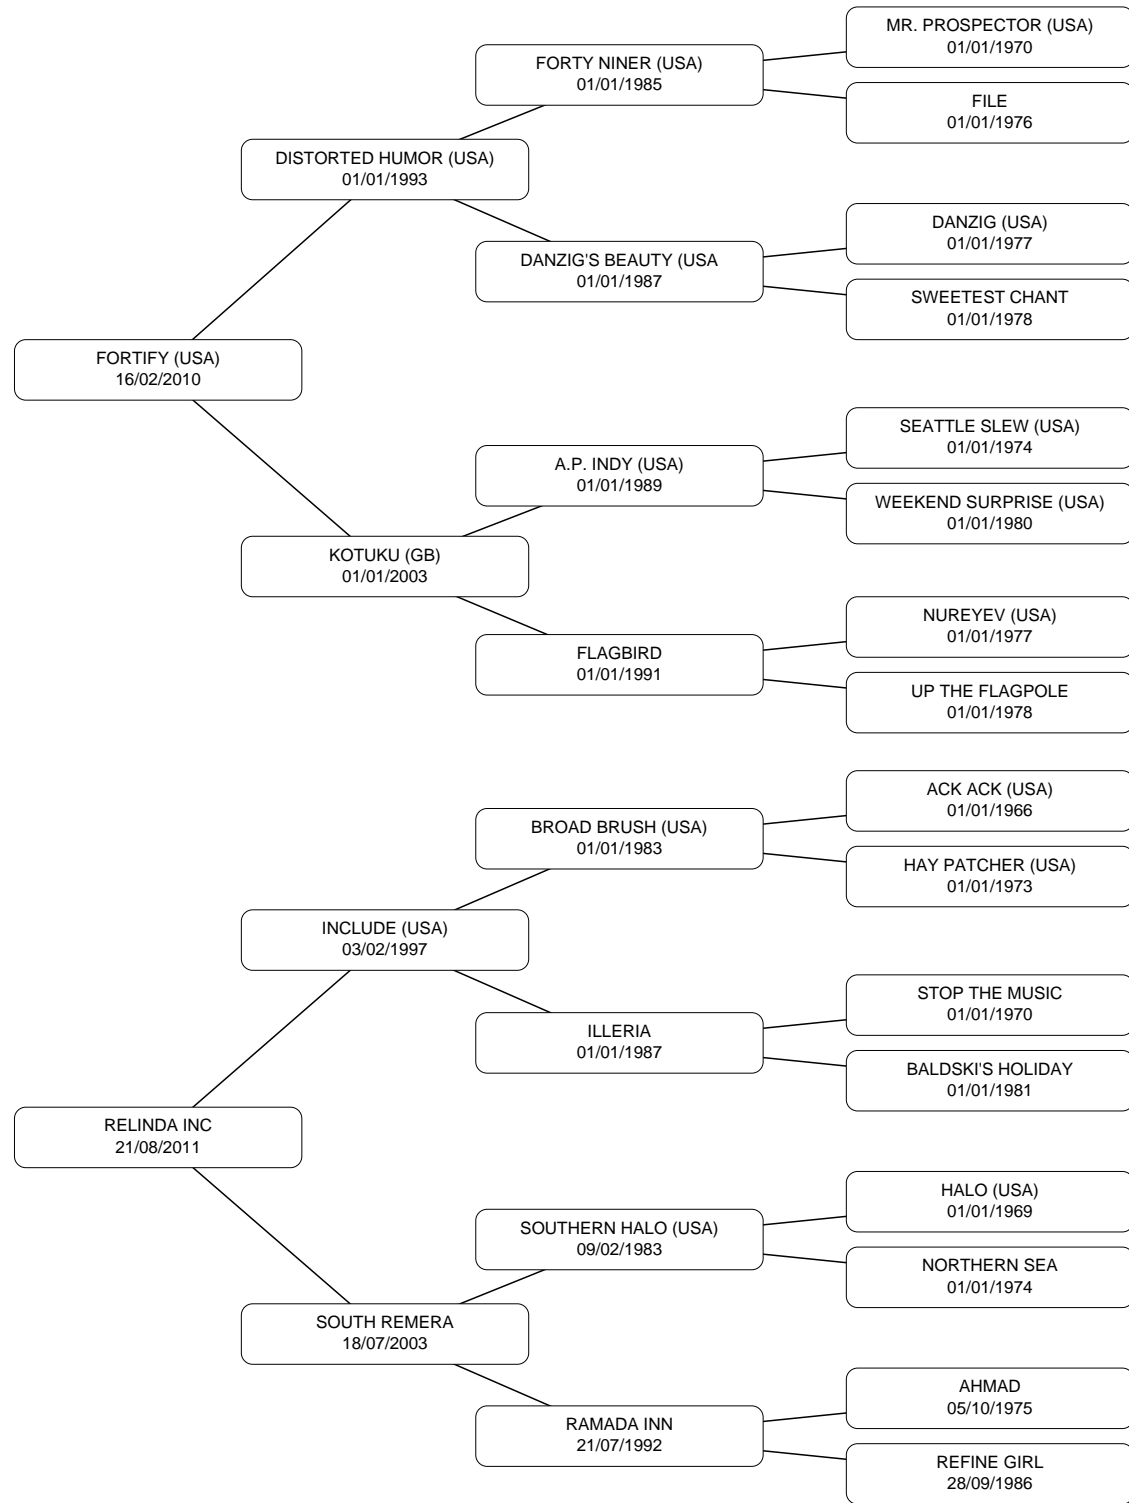 MR. PROSPECTOR (USA)
01/01/1970
FORTY NINER (USA)
01/01/1985
FILE
01/01/1976
DISTORTED HUMOR (USA)
01/01/1993
DANZIG (USA)
01/01/1977
DANZIG'S BEAUTY (USA
01/01/1987
SWEETEST CHANT
01/01/1978
FORTIFY (USA)
16/02/2010
SEATTLE SLEW (USA)
01/01/1974
A.P. INDY (USA)
01/01/1989
WEEKEND SURPRISE (USA)
01/01/1980
KOTUKU (GB)
01/01/2003
NUREYEV (USA)
01/01/1977
FLAGBIRD
01/01/1991
UP THE FLAGPOLE
01/01/1978
ACK ACK (USA)
01/01/1966
BROAD BRUSH (USA)
01/01/1983
HAY PATCHER (USA)
01/01/1973
INCLUDE (USA)
03/02/1997
STOP THE MUSIC
01/01/1970
ILLERIA
01/01/1987
BALDSKI'S HOLIDAY
01/01/1981
RELINDA INC
21/08/2011
HALO (USA)
01/01/1969
SOUTHERN HALO (USA)
09/02/1983
NORTHERN SEA
01/01/1974
SOUTH REMERA
18/07/2003
AHMAD
05/10/1975
RAMADA INN
21/07/1992
REFINE GIRL
28/09/1986